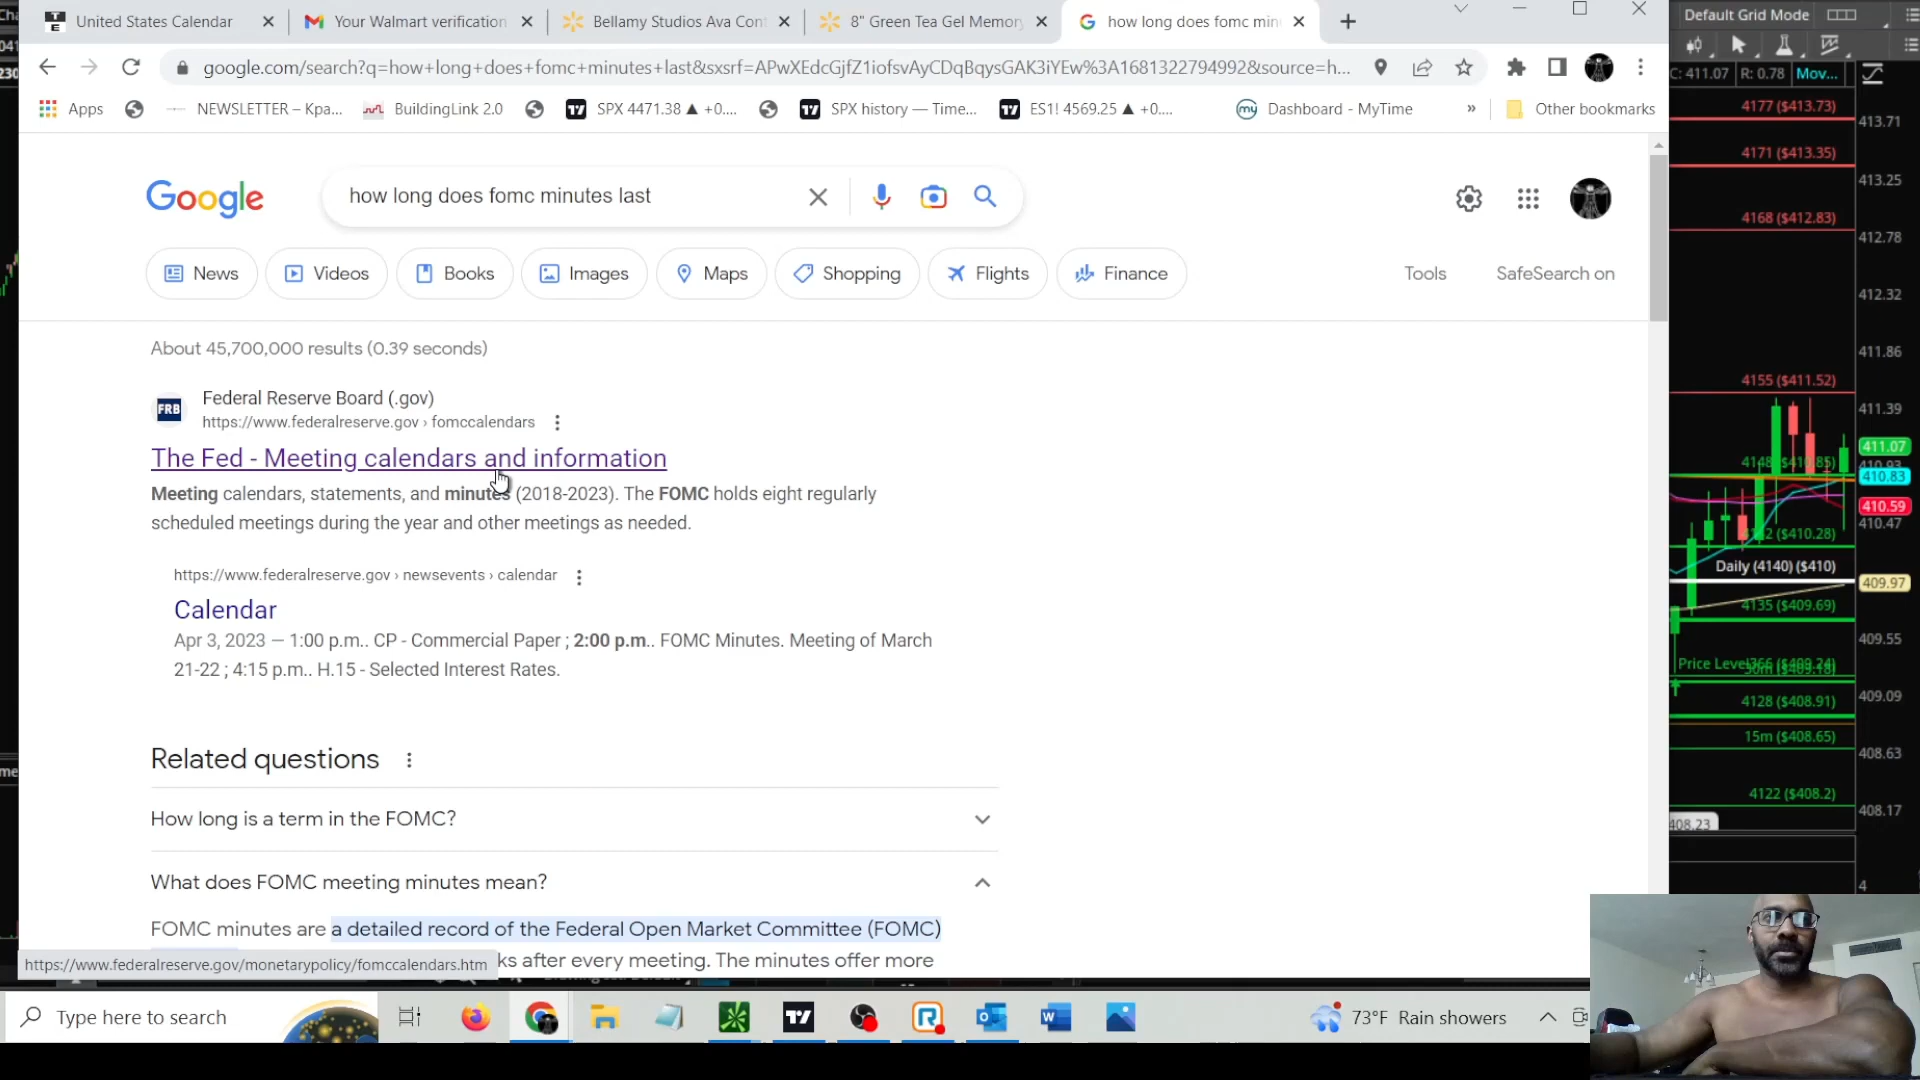 United States Calendar
Your Walmart verification
Bellamy Studios Ava Cont
8" Green Tea Gel Memory
how long does fomc min
Default Grid Mode
google.com/search?q=how+long+does+fomc+minutes+last&sxsrf=APwXEdcGjfZ1iofsvAyCDqBqysGAK3iYEw%3A1681322794992&source=h...
C: 411.07 R: 0.78 Mov...
Apps
NEWSLETTER – Kpa...
BuildingLink 2.0
SPX 4471.38 ▲ +0....
SPX history — Time...
ES1! 4569.25 ▲ +0....
my Dashboard - MyTime
»
Other bookmarks
4177 ($413.73)
413.71
4171 ($413.35)
413.25
Google
how long does fomc minutes last
4168 ($412.83)
412.78
News
Videos
Books
Images
Maps
Shopping
Flights
Finance
Tools
SafeSearch on
412.32
About 45,700,000 results (0.39 seconds)
411.86
4155 ($411.52)
411.39
FRB
Federal Reserve Board (.gov)
https://www.federalreserve.gov › fomccalendars
The Fed - Meeting calendars and information
Meeting calendars, statements, and minutes (2018-2023). The FOMC holds eight regularly
scheduled meetings during the year and other meetings as needed.
411.07
410.83
410.59
410.47
($410.28)
https://www.federalreserve.gov › newsevents › calendar
Calendar
Apr 3, 2023 — 1:00 p.m.. CP - Commercial Paper ; 2:00 p.m.. FOMC Minutes. Meeting of March
21-22 ; 4:15 p.m.. H.15 - Selected Interest Rates.
Daily (4140) ($410)
409.97
4135 ($409.69)
409.55
409.09
4128 ($408.91)
15m ($408.65)
408.63
4122 ($408.2)
408.17
408.23
Related questions
How long is a term in the FOMC?
What does FOMC meeting minutes mean?
FOMC minutes are a detailed record of the Federal Open Market Committee (FOMC)
https://www.federalreserve.gov/monetarypolicy/fomccalendars.htm
ks after every meeting. The minutes offer more
Type here to search
73°F Rain showers